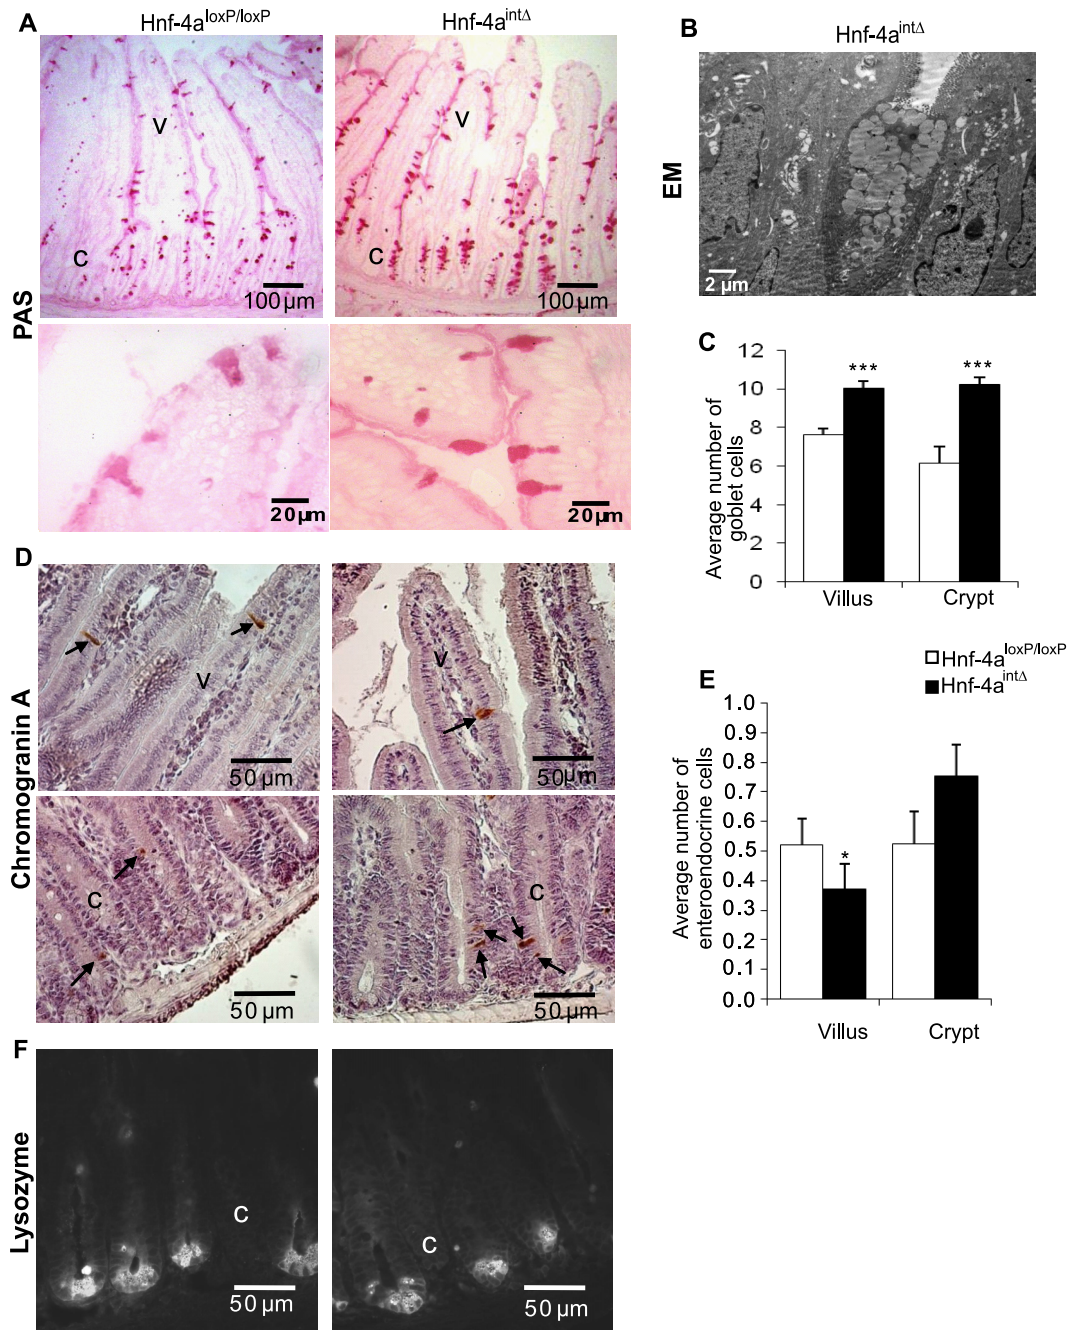 A
Hnf-4a^loxP/loxP
Hnf-4a^intΔ
PAS
V
C
100 µm
V
C
100 µm
20µm
20µm
B
Hnf-4a^intΔ
EM
2 µm
C
Average number of
goblet cells
12
10
8
6
4
2
0
***
***
Villus
Crypt
D
Chromogranin A
V
50 µm
V
50 µm
C
50 µm
C
50 µm
Hnf-4a^loxP/loxP
Hnf-4a^intΔ
E
Average number of
enteroendocrine cells
1.0
0.9
0.8
0.7
0.6
0.5
0.4
0.3
0.2
0.1
0.0
*
Villus
Crypt
F
Lysozyme
C
50 µm
C
50 µm